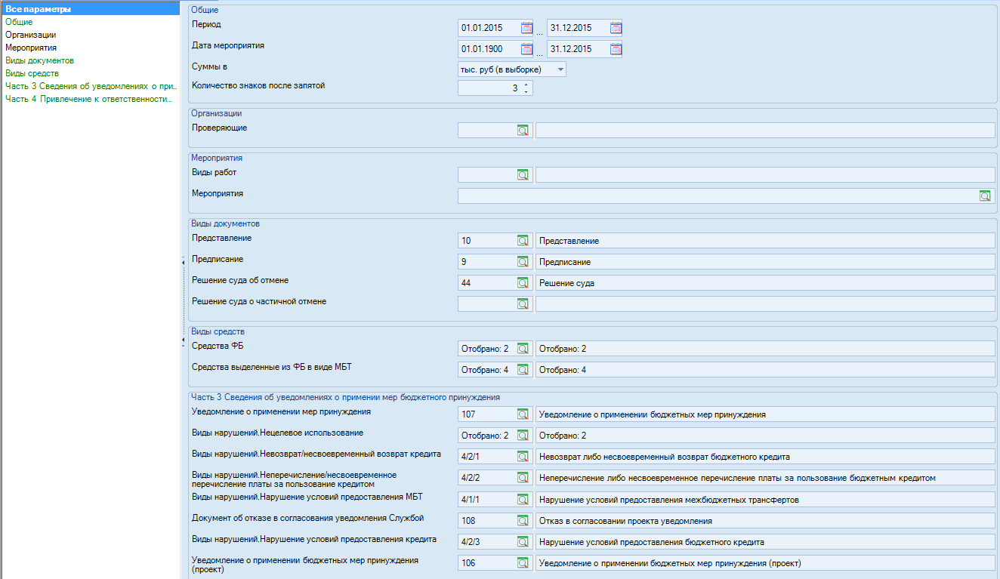 Все параметры
Общие
Организации
Мероприятия
Виды документов
Виды средств
Часть 3 Сведения об уведомлениях о при...
Часть 4 Привлечение к ответственности...
Общие
Период
01.01.2015 ... 31.12.2015
Дата мероприятия
01.01.1900 ... 31.12.2015
Суммы в
тыс. руб (в выборке)
Количество знаков после запятой
3
Организации
Проверяющие
Мероприятия
Виды работ
Мероприятия
Виды документов
Представление
10 Представление
Предписание
9 Предписание
Решение суда об отмене
44 Решение суда
Решение суда о частичной отмене
Виды средств
Средства ФБ
Отобрано: 2 Отобрано: 2
Средства выделенные из ФБ в виде МБТ
Отобрано: 4 Отобрано: 4
Часть 3 Сведения об уведомлениях о примении мер бюджетного принуждения
Уведомление о применении мер принуждения
107 Уведомление о применении бюджетных мер принуждения
Виды нарушений.Нецелевое использование
Отобрано: 2 Отобрано: 2
Виды нарушений.Невозврат/несвоевременный возврат кредита
4/2/1 Невозврат либо несвоевременный возврат бюджетного кредита
Виды нарушений.Неперечисление/несвоевременное
перечисление платы за пользование кредитом
4/2/2 Неперечисление либо несвоевременное перечисление платы за пользование бюджетным кредитом
Виды нарушений.Нарушение условий предоставления МБТ
4/1/1 Нарушение условий предоставления межбюджетных трансфертов
Документ об отказе в согласования уведомления Службой
108 Отказ в согласовании проекта уведомления
Виды нарушений.Нарушение условий предоставления кредита
4/2/3 Нарушение условий предоставления бюджетного кредита
Уведомление о применении бюджетных мер принуждения
(проект)
106 Уведомление о применении бюджетных мер принуждения (проект)